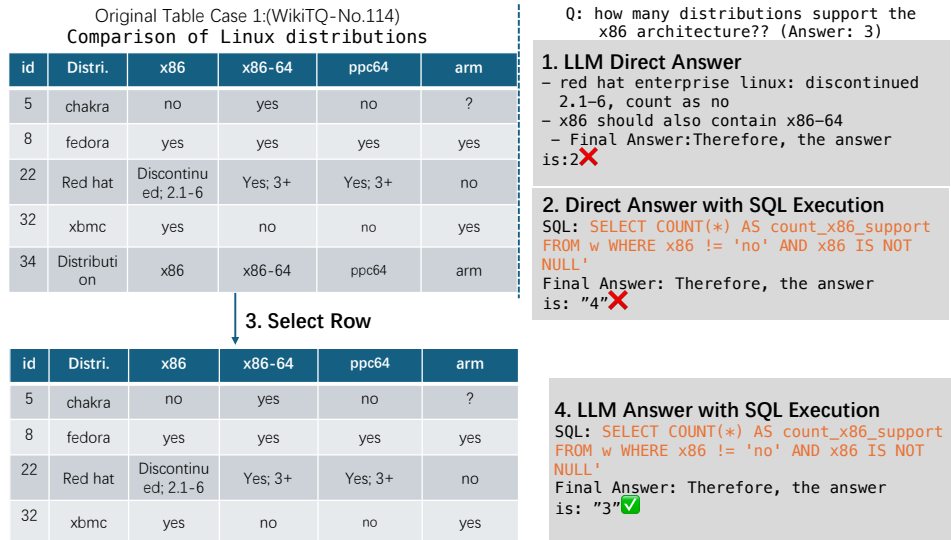 Original Table Case 1:(WikiTQ-No.114)
Comparison of Linux distributions
id Distri. x86 x86-64 ppc64 arm
5 chakra no yes no ?
8 fedora yes yes yes yes
22 Red hat Discontinu
ed; 2.1-6 Yes; 3+ Yes; 3+ no
32 xbmc yes no no yes
34 Distributi
on x86 x86-64 ppc64 arm
3. Select Row
id Distri. x86 x86-64 ppc64 arm
5 chakra no yes no ?
8 fedora yes yes yes yes
22 Red hat Discontinu
ed; 2.1-6 Yes; 3+ Yes; 3+ no
32 xbmc yes no no yes
Q: how many distributions support the
x86 architecture?? (Answer: 3)
1. LLM Direct Answer
– red hat enterprise linux: discontinued
2.1–6, count as no
– x86 should also contain x86–64
– Final Answer:Therefore, the answer
is:2❌
2. Direct Answer with SQL Execution
SQL: SELECT COUNT(*) AS count_x86_support
FROM w WHERE x86 != 'no' AND x86 IS NOT
NULL'
Final Answer: Therefore, the answer
is: ”4”❌
4. LLM Answer with SQL Execution
SQL: SELECT COUNT(*) AS count_x86_support
FROM w WHERE x86 != 'no' AND x86 IS NOT
NULL'
Final Answer: Therefore, the answer
is: ”3”✅